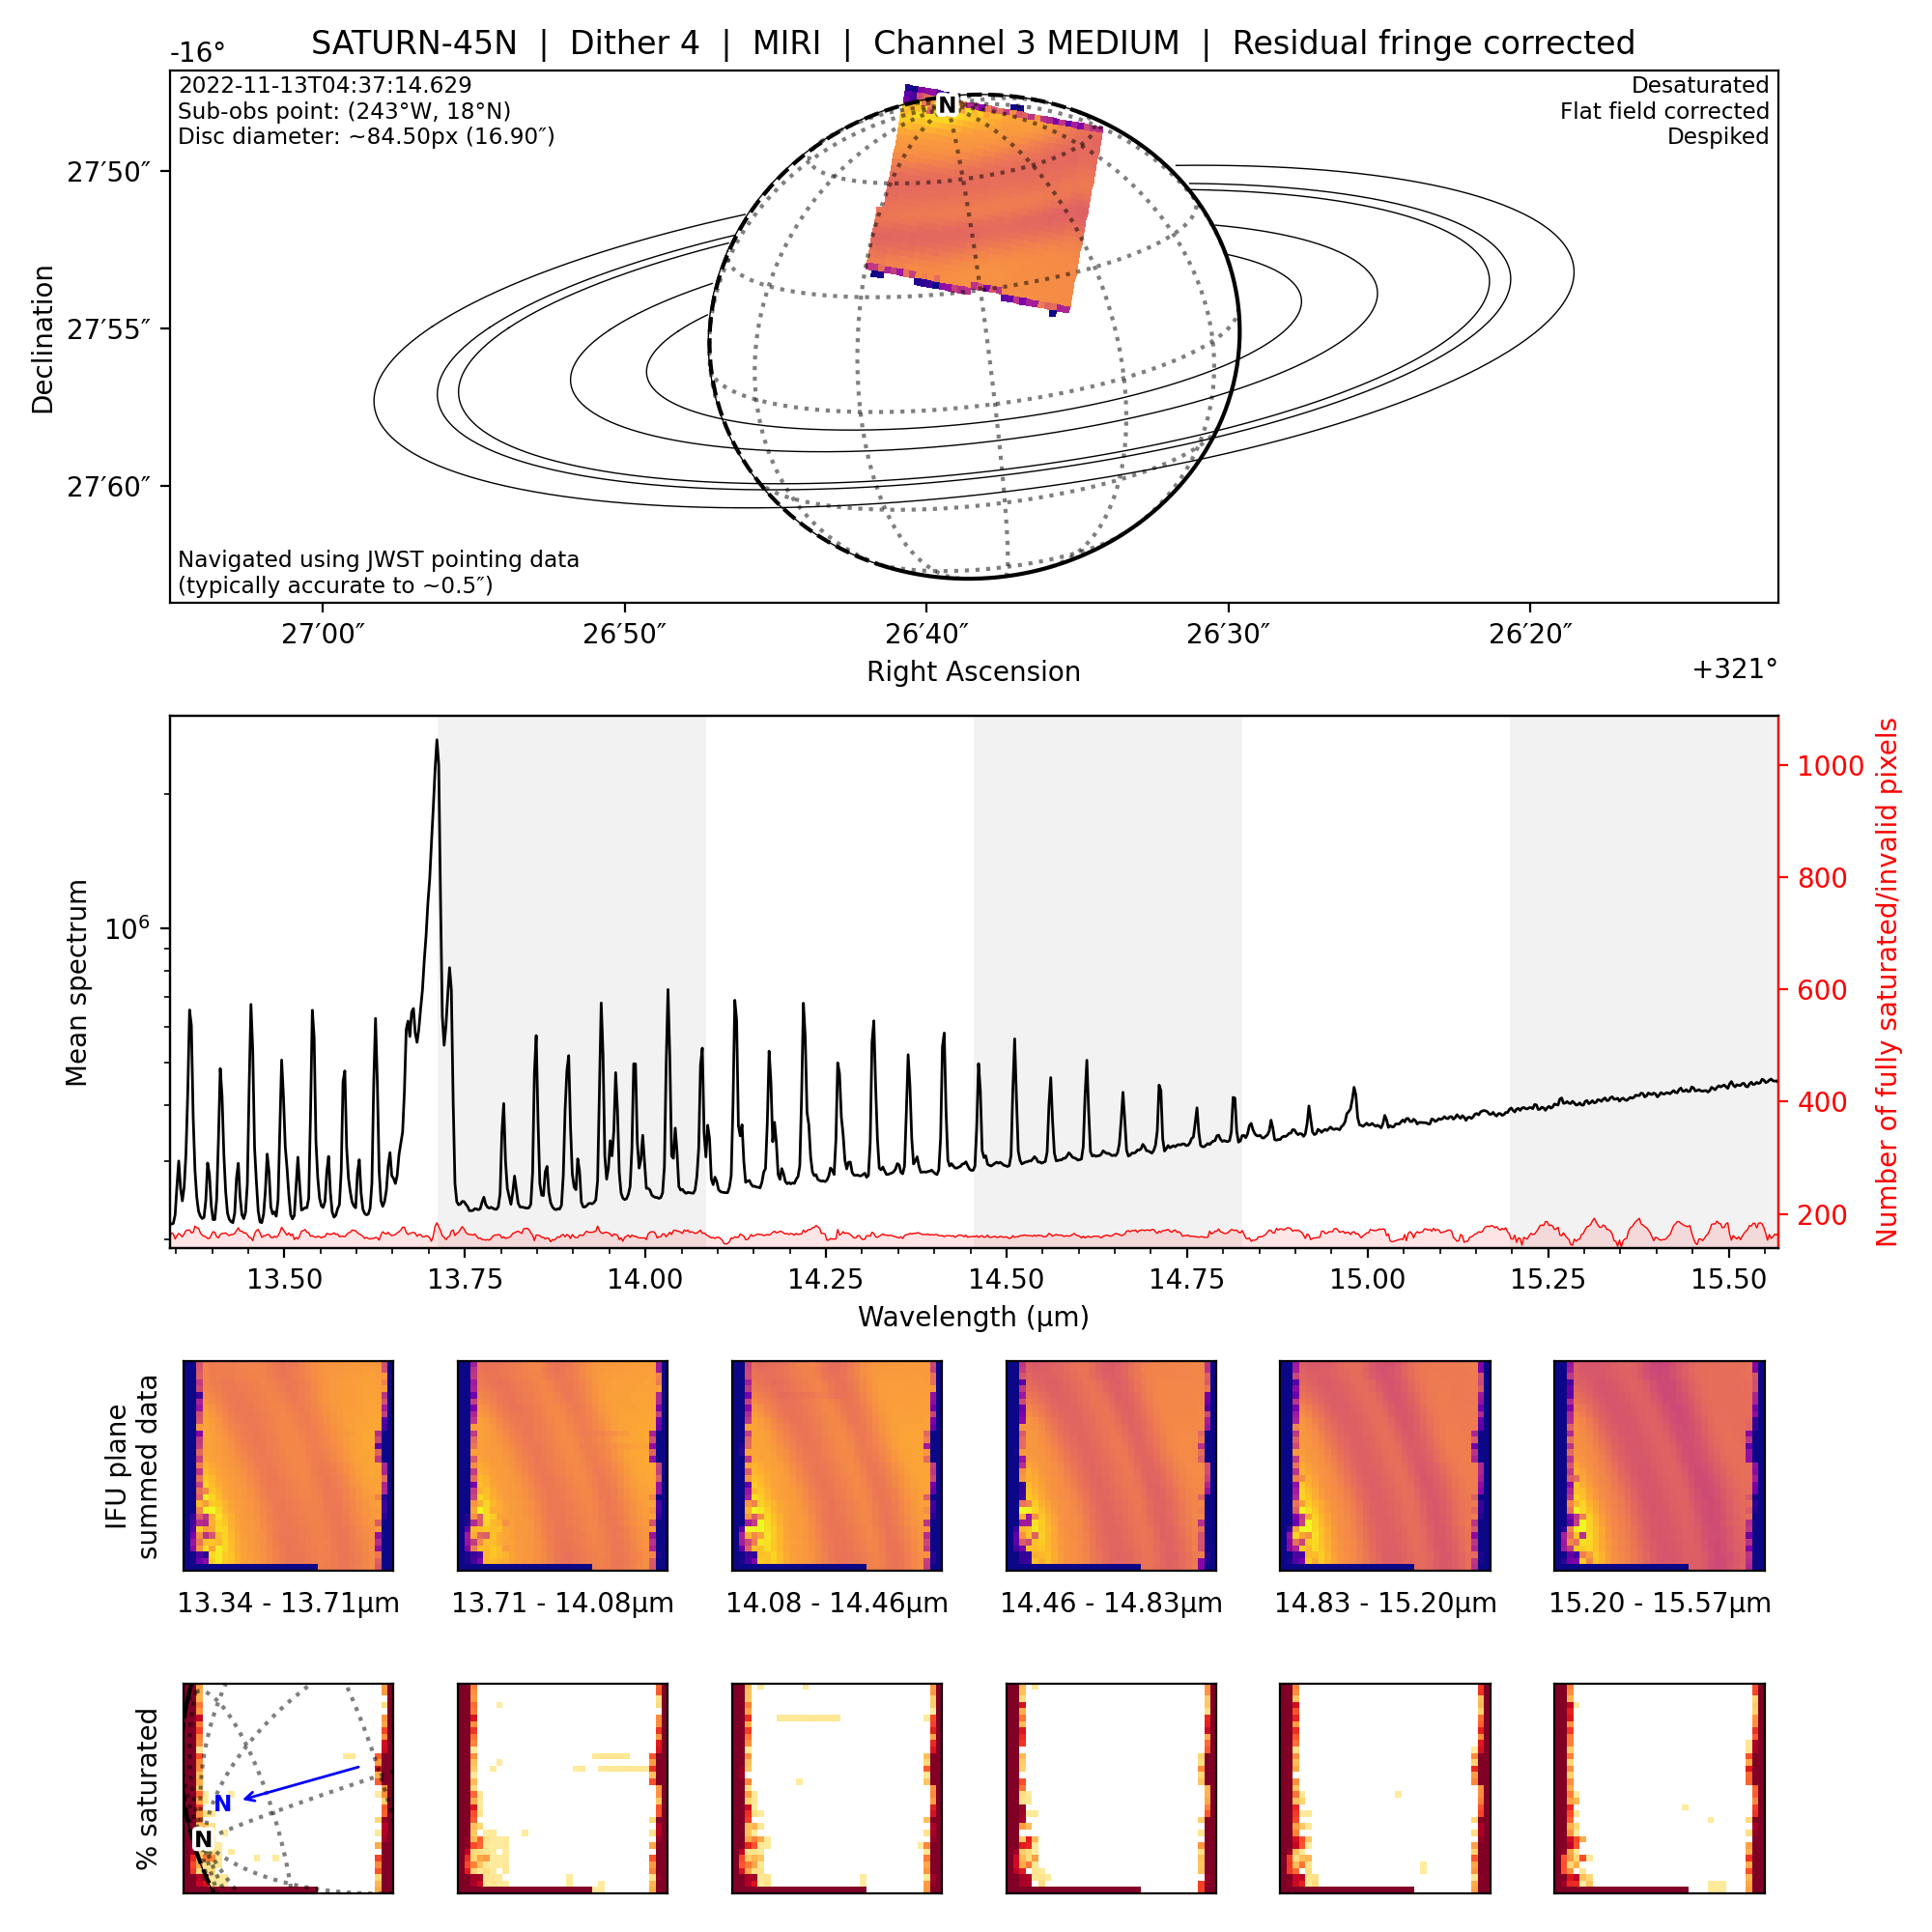 SATURN-45N | Dither 4 | MIRI | Channel 3 MEDIUM | Residual fringe corrected
-16°
2022-11-13T04:37:14.629
Sub-obs point: (243°W, 18°N)
Disc diameter: ~84.50px (16.90″)
Desaturated
Flat field corrected
Despiked
N
27′50″
27′55″
27′60″
Declination
Navigated using JWST pointing data
(typically accurate to ~0.5″)
27′00″
26′50″
26′40″
26′30″
26′20″
Right Ascension
+321°
Mean spectrum
10⁶
1000
800
600
400
200
Number of fully saturated/invalid pixels
13.50
13.75
14.00
14.25
14.50
14.75
15.00
15.25
15.50
Wavelength (µm)
IFU plane
summed data
13.34 - 13.71µm
13.71 - 14.08µm
14.08 - 14.46µm
14.46 - 14.83µm
14.83 - 15.20µm
15.20 - 15.57µm
% saturated
N
N